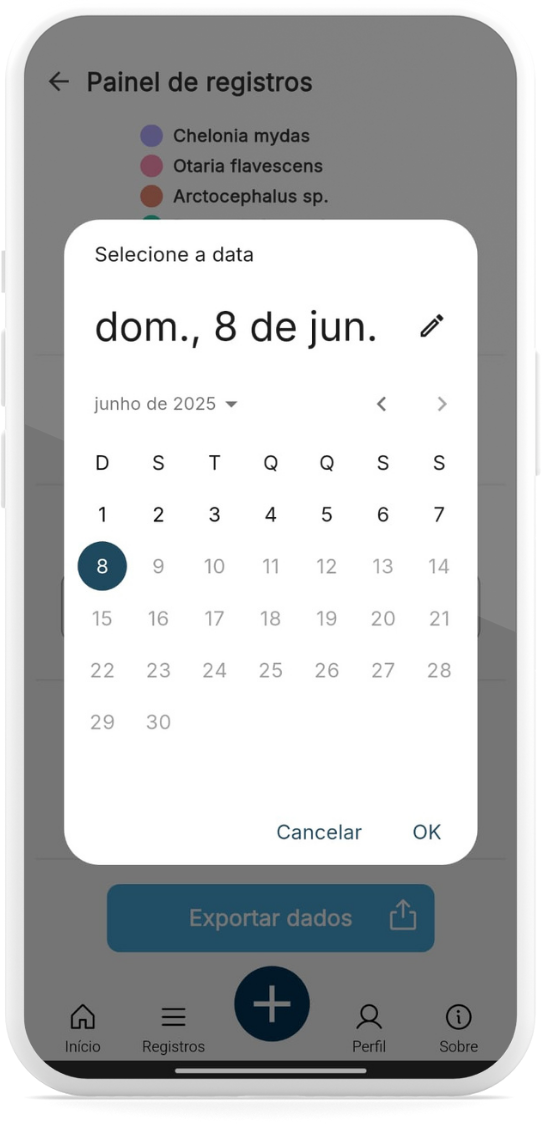 Painel de registros
Chelonia mydas
Otaria flavescens
Arctocephalus sp.
Selecione a data
dom., 8 de jun.
junho de 2025
D S T Q Q S S
1 2 3 4 5 6 7
8 9 10 11 12 13 14
15 16 17 18 19 20 21
22 23 24 25 26 27 28
29 30
Cancelar OK
Exportar dados
Início Registros Perfil Sobre